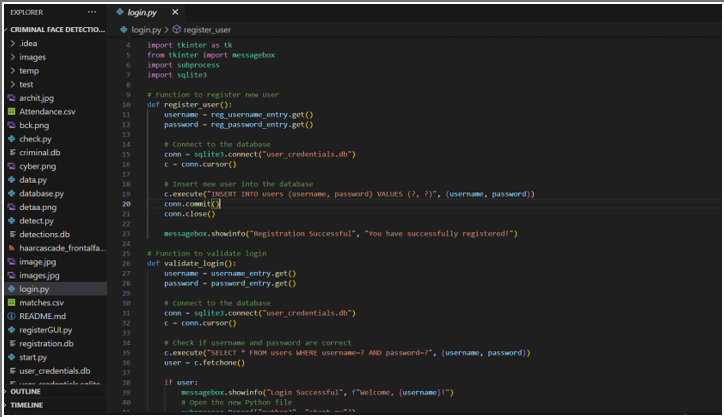 EXPLORER
···
login.py ×
CRIMINAL FACE DETECTIO...
login.py > register_user
.idea
images
temp
test
archit.jpg
Attendance.csv
bck.png
check.py
criminal.db
cyber.png
data.py
database.py
detaa.png
detect.py
detections.db
haarcascade_frontalfa...
image.jpg
images.jpg
login.py
matches.csv
README.md
registerGUI.py
registration.db
start.py
user_credentials.db
OUTLINE
TIMELINE
4 import tkinter as tk
5 from tkinter import messagebox
6 import subprocess
7 import sqlite3
8
9 # Function to register new user
10 def register_user():
11 username = reg_username_entry.get()
12 password = reg_password_entry.get()
13
14 # Connect to the database
15 conn = sqlite3.connect("user_credentials.db")
16 c = conn.cursor()
17
18 # Insert new user into the database
19 c.execute("INSERT INTO users (username, password) VALUES (?, ?)", (username, password))
20 conn.commit()
21 conn.close()
22
23 messagebox.showinfo("Registration Successful", "You have successfully registered!")
24
25 # Function to validate login
26 def validate_login():
27 username = username_entry.get()
28 password = password_entry.get()
29
30 # Connect to the database
31 conn = sqlite3.connect("user_credentials.db")
32 c = conn.cursor()
33
34 # Check if username and password are correct
35 c.execute("SELECT * FROM users WHERE username=? AND password=?", (username, password))
36 user = c.fetchone()
37
38 if user:
39 messagebox.showinfo("Login Successful", f"Welcome, {username}!")
40 # Open the new Python file